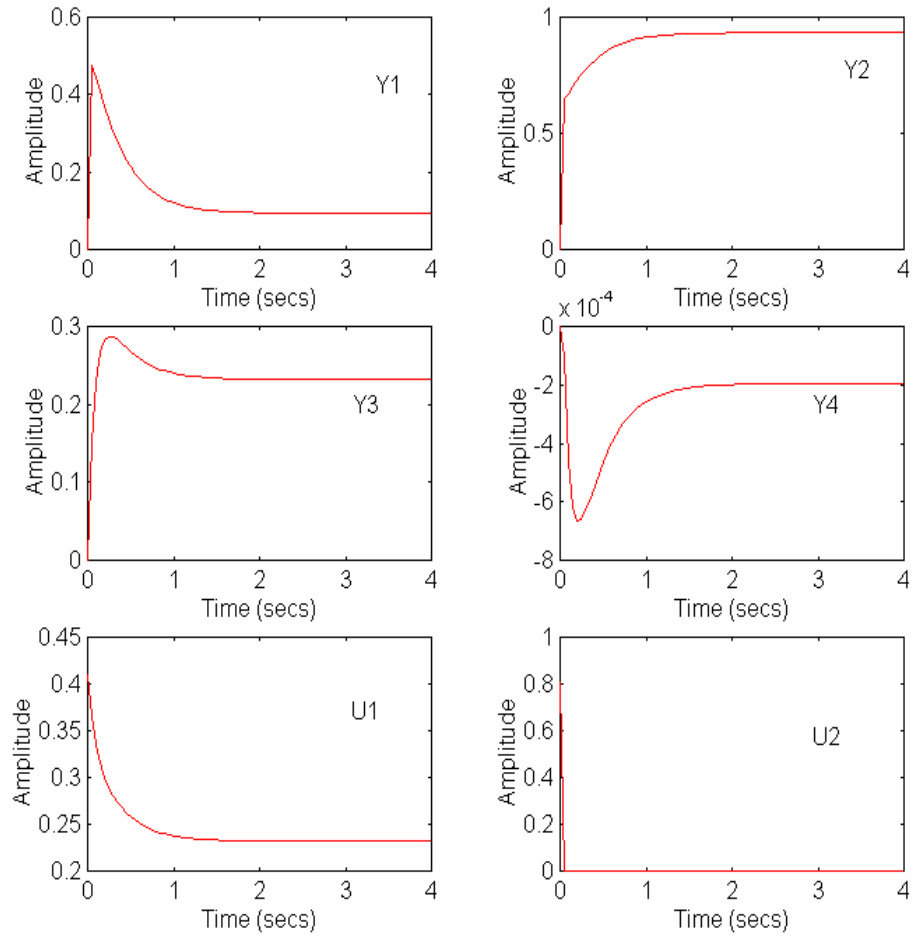 0.6
0.4
0.2
0
Amplitude
Y1
0 1 2 3 4
Time (secs)
1
0.5
0
Amplitude
Y2
0 1 2 3 4
Time (secs)
0.3
0.2
0.1
0
Amplitude
Y3
0 1 2 3 4
Time (secs)
x 10⁻⁴
0
-2
-4
-6
-8
Amplitude
Y4
0 1 2 3 4
Time (secs)
0.45
0.4
0.35
0.3
0.25
0.2
Amplitude
U1
0 1 2 3 4
Time (secs)
1
0.8
0.6
0.4
0.2
0
Amplitude
U2
0 1 2 3 4
Time (secs)